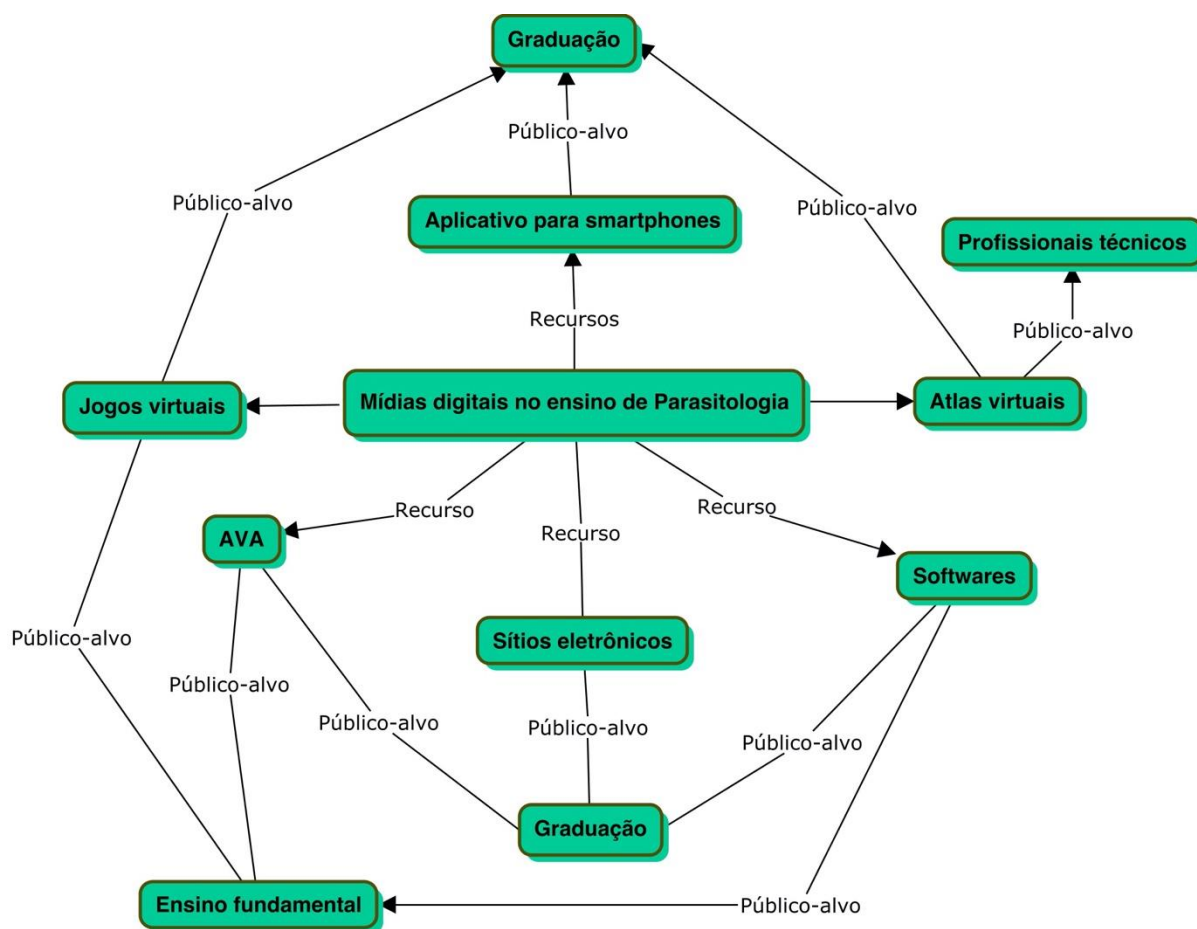 Graduação
Público-alvo
Público-alvo
Público-alvo
Aplicativo para smartphones
Profissionais técnicos
Recursos
Público-alvo
Jogos virtuais
Mídias digitais no ensino de Parasitologia
Atlas virtuais
Recurso
Recurso
Recurso
AVA
Softwares
Sítios eletrônicos
Público-alvo
Público-alvo
Público-alvo
Público-alvo
Público-alvo
Graduação
Ensino fundamental
Público-alvo